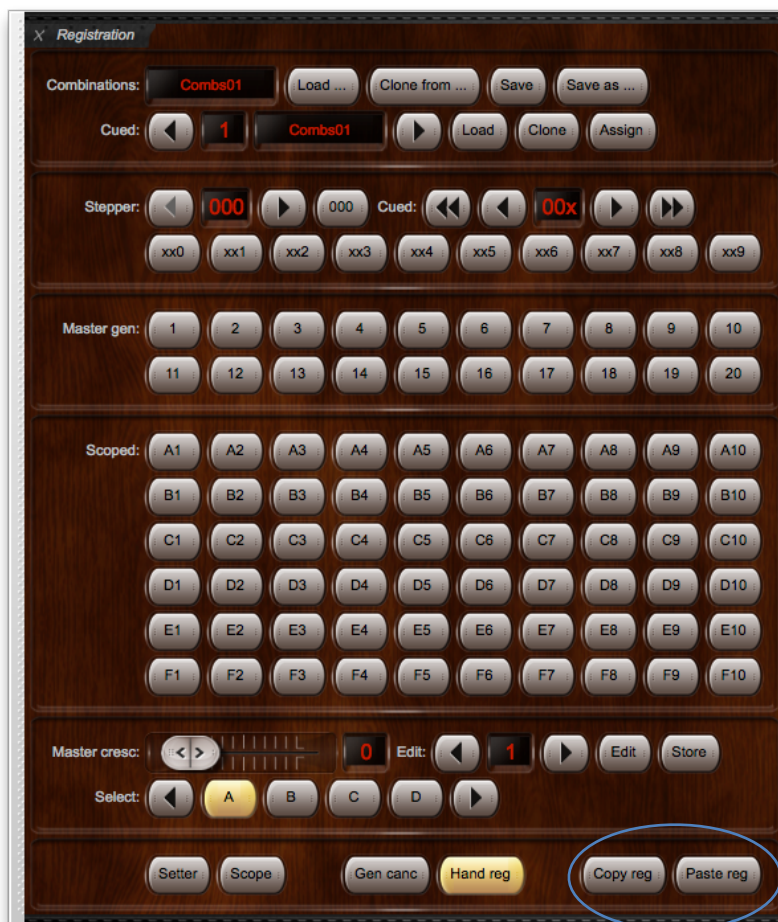 X Registration
Combinations: Combs01 Load ... Clone from ... Save Save as ...
Cued: 1 Combs01 Load Clone Assign
Stepper: 000 000 Cued: 00x
xx0 xx1 xx2 xx3 xx4 xx5 xx6 xx7 xx8 xx9
Master gen: 1 2 3 4 5 6 7 8 9 10
11 12 13 14 15 16 17 18 19 20
Scoped: A1 A2 A3 A4 A5 A6 A7 A8 A9 A10
B1 B2 B3 B4 B5 B6 B7 B8 B9 B10
C1 C2 C3 C4 C5 C6 C7 C8 C9 C10
D1 D2 D3 D4 D5 D6 D7 D8 D9 D10
E1 E2 E3 E4 E5 E6 E7 E8 E9 E10
F1 F2 F3 F4 F5 F6 F7 F8 F9 F10
Master cresc: < > 0 Edit: 1 Edit Store
Select: A B C D
Setter Scope Gen canc Hand reg Copy reg Paste reg